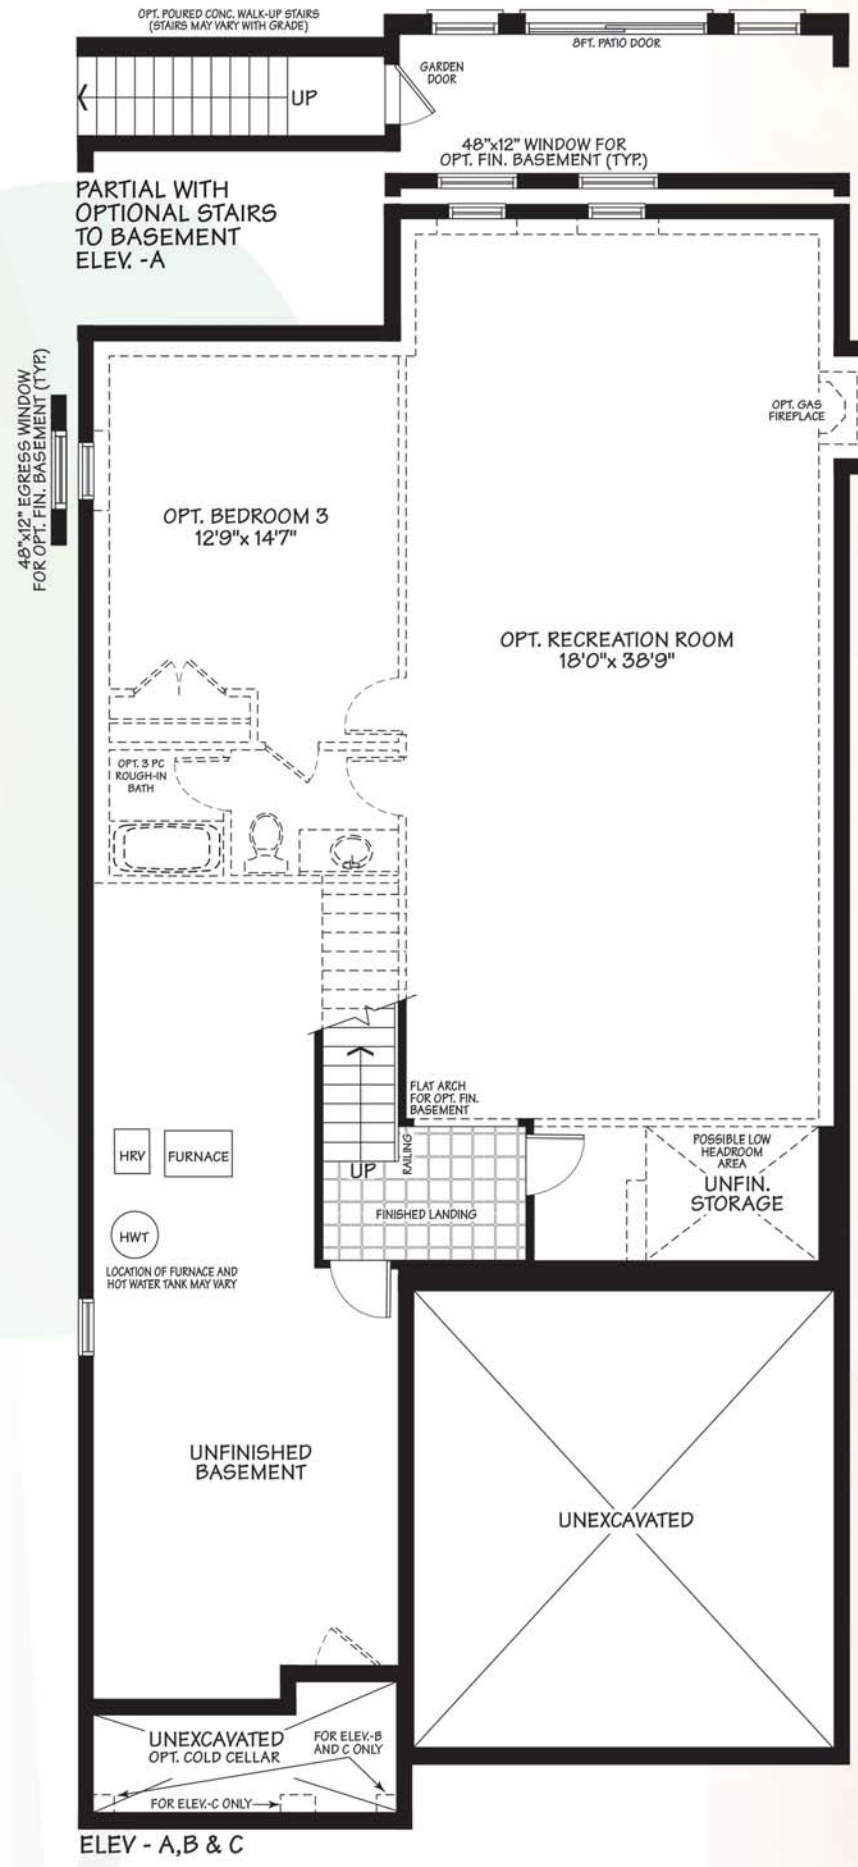 OPT. POURED CONC. WALK-UP STAIRS
(STAIRS MAY VARY WITH GRADE)
8FT. PATIO DOOR
GARDEN
DOOR
UP
48"x12" WINDOW FOR
OPT. FIN. BASEMENT (TYP.)
PARTIAL WITH
OPTIONAL STAIRS
TO BASEMENT
ELEV. -A
48"x12" EGRESS WINDOW
FOR OPT. FIN. BASEMENT (TYP.)
OPT. GAS
FIREPLACE
OPT. BEDROOM 3
12'9"x 14'7"
OPT. RECREATION ROOM
18'0"x 38'9"
OPT. 3 PC
ROUGH-IN
BATH
FLAT ARCH
FOR OPT. FIN.
BASEMENT
RAILING
UP
HRV
FURNACE
POSSIBLE LOW
HEADROOM
AREA
UNFIN.
STORAGE
FINISHED LANDING
HWT
LOCATION OF FURNACE AND
HOT WATER TANK MAY VARY
UNFINISHED
BASEMENT
UNEXCAVATED
UNEXCAVATED
OPT. COLD CELLAR
FOR ELEV.-B
AND C ONLY
FOR ELEV.-C ONLY
ELEV - A,B & C